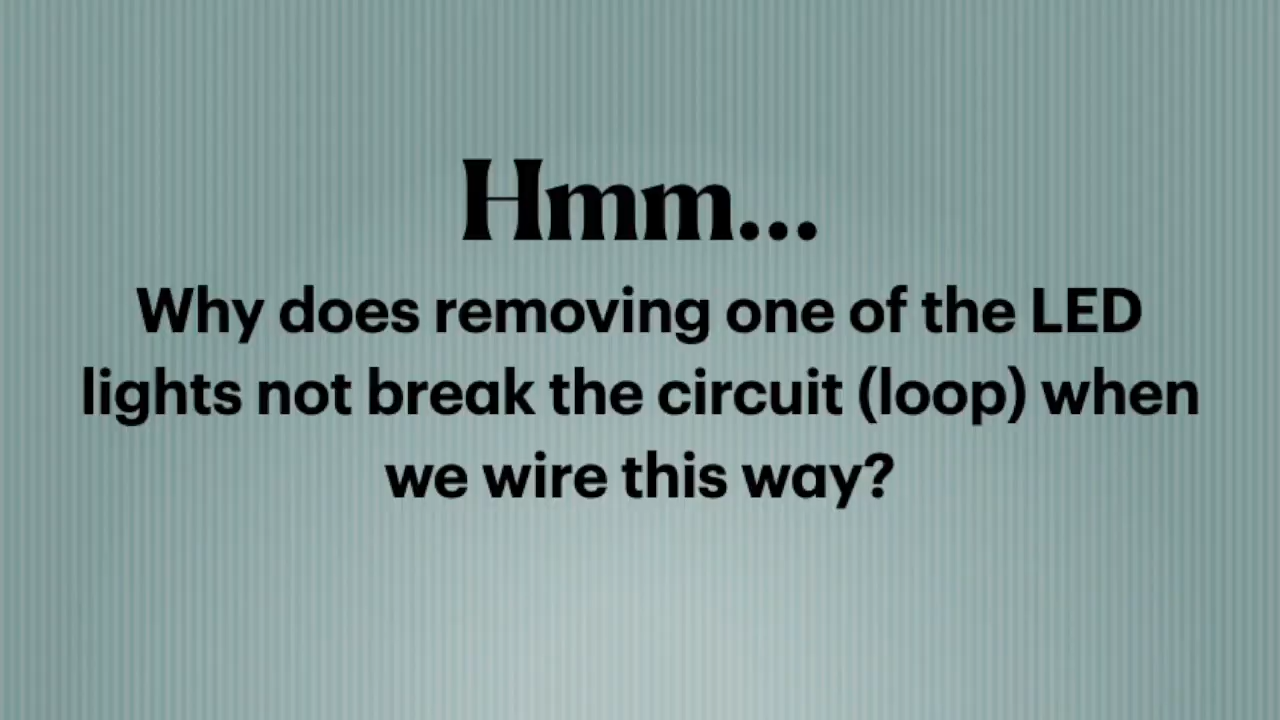 Hmm...
Why does removing one of the LED
lights not break the circuit (loop) when
we wire this way?